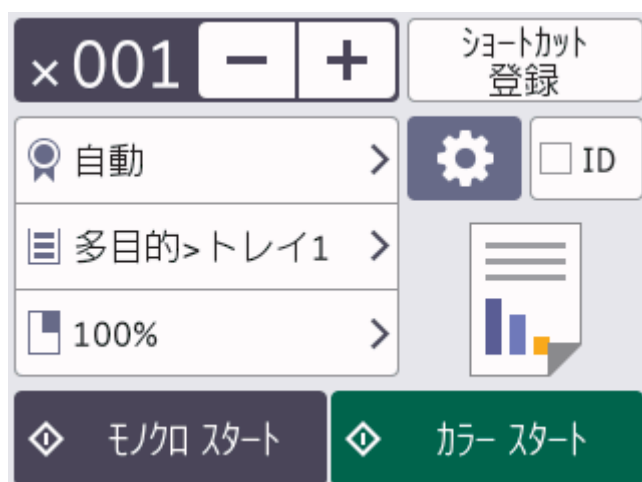 ×001
ショートカット
登録
自動
ID
多目的>トレイ1
100%
モノクロ スタート
カラー スタート